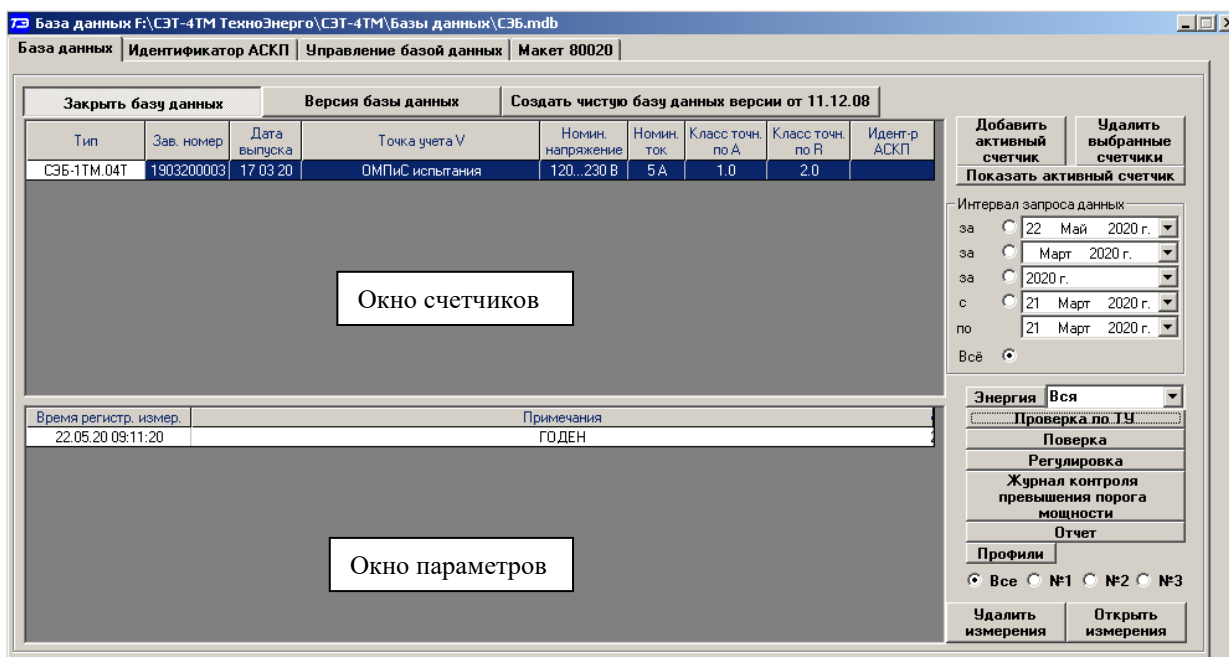 ТЭ База данных F:\СЭТ-4ТМ ТехноЭнерго\СЭТ-4ТМ\Базы данных\СЭБ.mdb
База данных Идентификатор АСКП Управление базой данных Макет 80020
Закрыть базу данных Версия базы данных Создать чистую базу данных версии от 11.12.08
Тип Зав. номер Дата выпуска Точка учета V Номин. напряжение Номин. ток Класс точн. по А Класс точн. по R Идент-р АСКП
СЭБ-1ТМ.04Т 1903200003 17 03 20 ОМПиС испытания 120...230 В 5 А 1.0 2.0
Окно счетчиков
Добавить активный счетчик
Удалить выбранные счетчики
Показать активный счетчик
Интервал запроса данных
за 22 Май 2020 г.
за Март 2020 г.
за 2020 г.
с 21 Март 2020 г.
по 21 Март 2020 г.
Всё
Время регистр. измер. Примечания
22.05.20 09:11:20 ГОДЕН
Окно параметров
Энергия Вся
Проверка по ТУ
Поверка
Регулировка
Журнал контроля
превышения порога
мощности
Отчет
Профили
Все №1 №2 №3
Удалить измерения
Открыть измерения